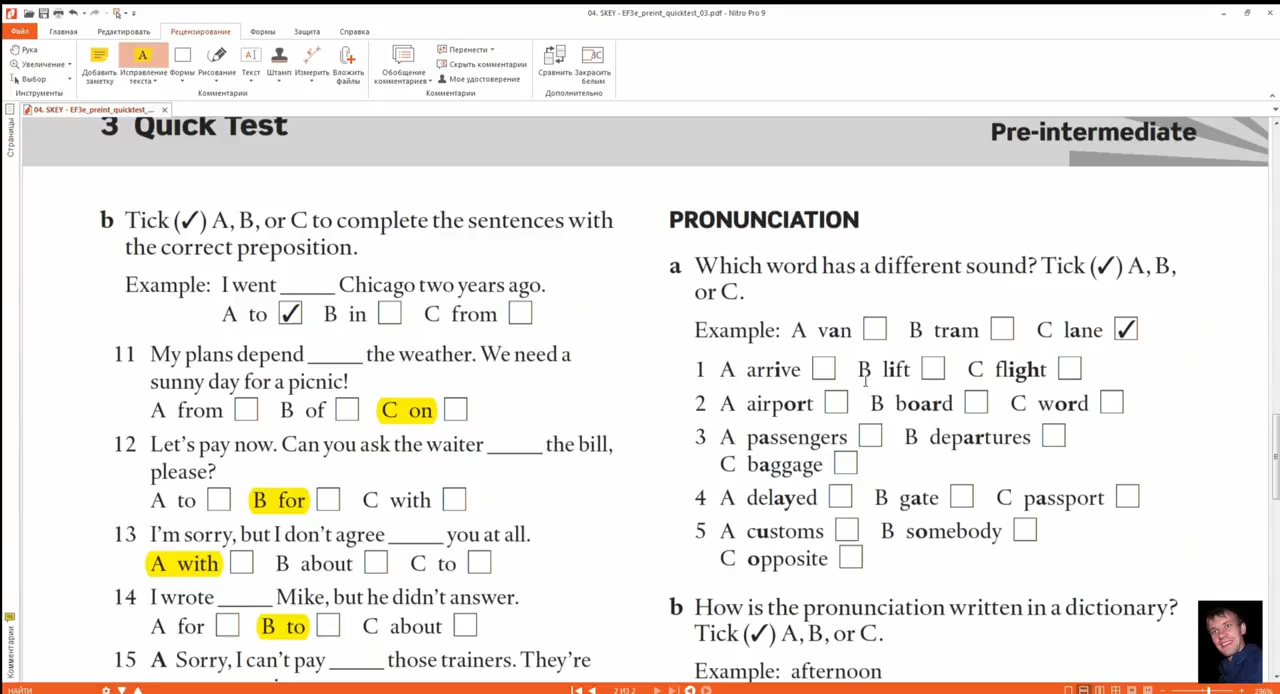 04. SKEY - EF3e_preint_quicktest_03.pdf - Nitro Pro 9
Файл Главная Редактировать Рецензирование Формы Защита Справка
Рука
Увеличение
Выбор
Инструменты
Добавить заметку
Исправление текста
Формы
Рисование
Текст
Штамп
Измерить
Вложить файлы
Комментарии
Обобщение комментариев
Перенести
Скрыть комментарии
Мое удостоверение
Комментарии
Сравнить
Закрасить белым
Дополнительно
04. SKEY - EF3e_preint_quicktest_...
Страницы
3 Quick Test
Pre-intermediate
b Tick (✓) A, B, or C to complete the sentences with
the correct preposition.
Example: I went _____ Chicago two years ago.
A to ✓ B in C from
11 My plans depend _____ the weather. We need a
sunny day for a picnic!
A from B of C on
12 Let's pay now. Can you ask the waiter _____ the bill,
please?
A to B for C with
13 I'm sorry, but I don't agree _____ you at all.
A with B about C to
14 I wrote _____ Mike, but he didn't answer.
A for B to C about
15 A Sorry, I can't pay _____ those trainers. They're
PRONUNCIATION
a Which word has a different sound? Tick (✓) A, B,
or C.
Example: A van B tram C lane ✓
1 A arrive B lift C flight
2 A airport B board C word
3 A passengers B departures
C baggage
4 A delayed B gate C passport
5 A customs B somebody
C opposite
b How is the pronunciation written in a dictionary?
Tick (✓) A, B, or C.
Example: afternoon
Комментарии
НАЙТИ
2 ИЗ 2
236%